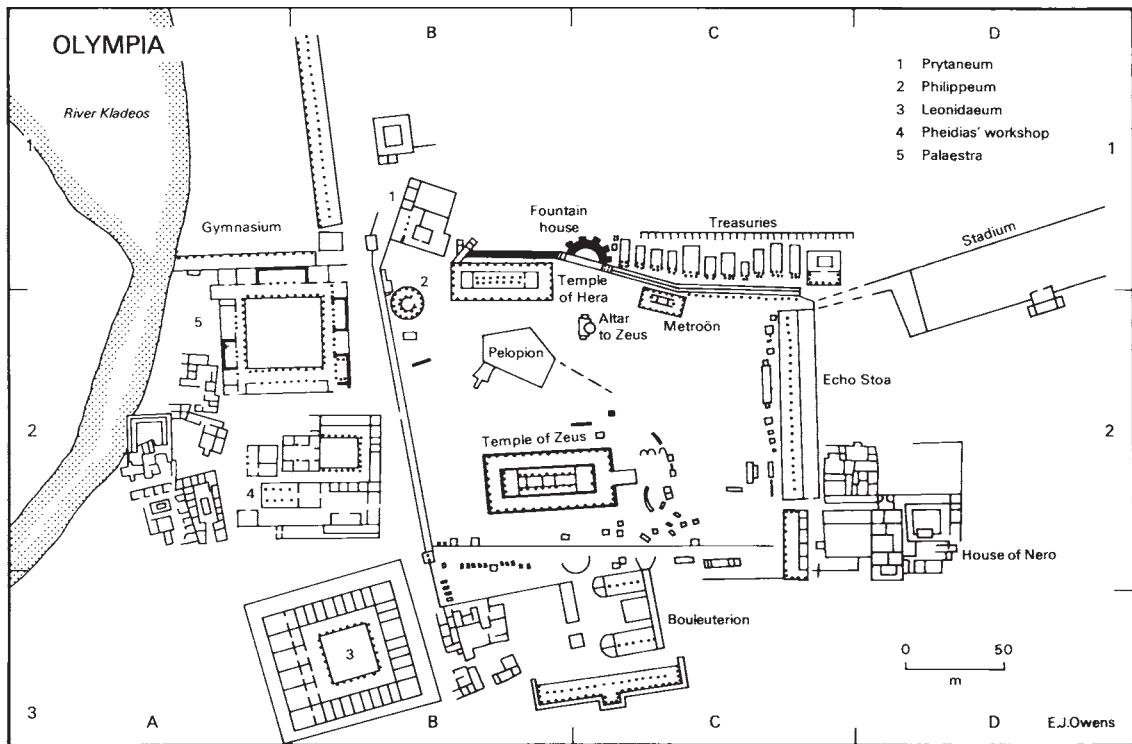 B
C
D
OLYMPIA
1 Prytaneum
2 Philippeum
3 Leonidaeum
4 Pheidias' workshop
5 Palaestra
River Kladeos
1
1
1
Fountain
house
Treasuries
Gymnasium
Stadium
2
Temple
of Hera
5
Altar
to Zeus
Metroön
Pelopion
Echo Stoa
2
2
Temple of Zeus
4
House of Nero
Bouleuterion
3
0
50
m
3
A
B
C
D
E.J.Owens